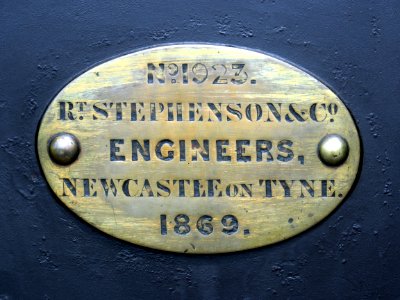 No. 1923.
RT. STEPHENSON & Co.
ENGINEERS,
NEWCASTLE ON TYNE.
1869.